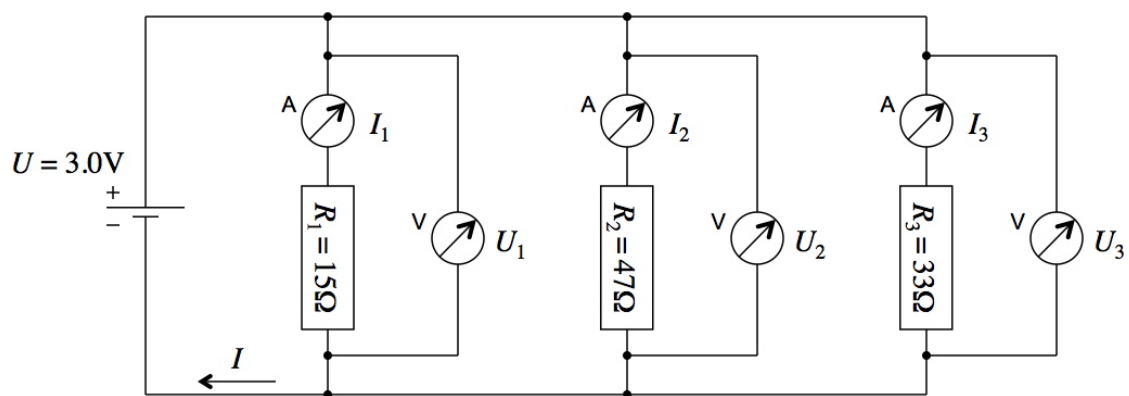 A
I₁
A
I₂
A
I₃
U = 3.0V
+
−
R₁ = 15Ω
V
U₁
R₂ = 47Ω
V
U₂
R₃ = 33Ω
V
U₃
I